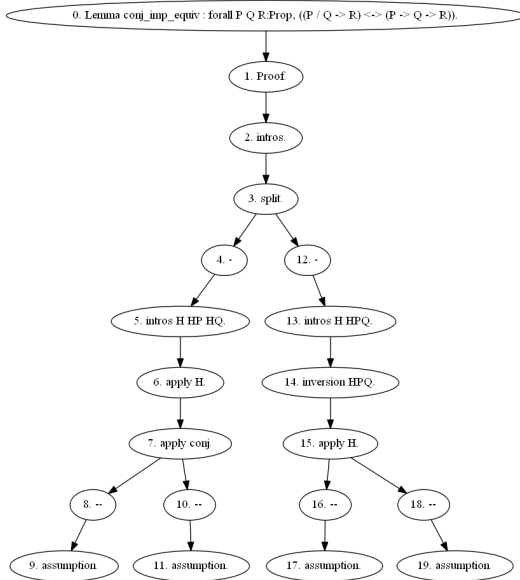 0. Lemma conj_imp_equiv : forall P Q R:Prop, ((P / Q -> R) <-> (P -> Q -> R)).
1. Proof.
2. intros.
3. split.
4. -
12. -
5. intros H HP HQ.
13. intros H HPQ.
6. apply H.
14. inversion HPQ.
7. apply conj.
15. apply H.
8. --
10. --
16. --
18. --
9. assumption.
11. assumption.
17. assumption.
19. assumption.